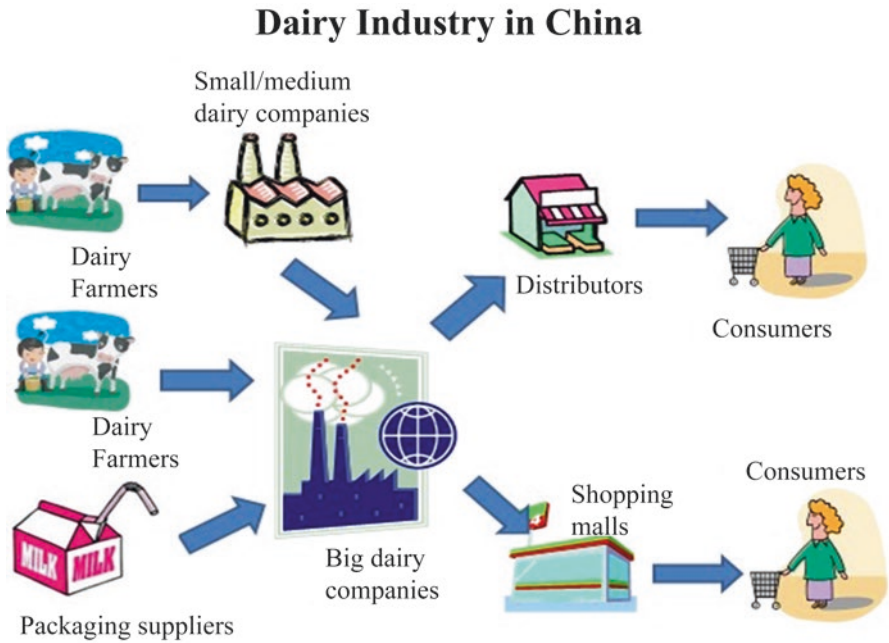 Dairy Industry in China
Small/medium
dairy companies
Dairy
Farmers
Distributors
Consumers
Dairy
Farmers
MILK MILK
Packaging suppliers
Big dairy
companies
Shopping
malls
Consumers